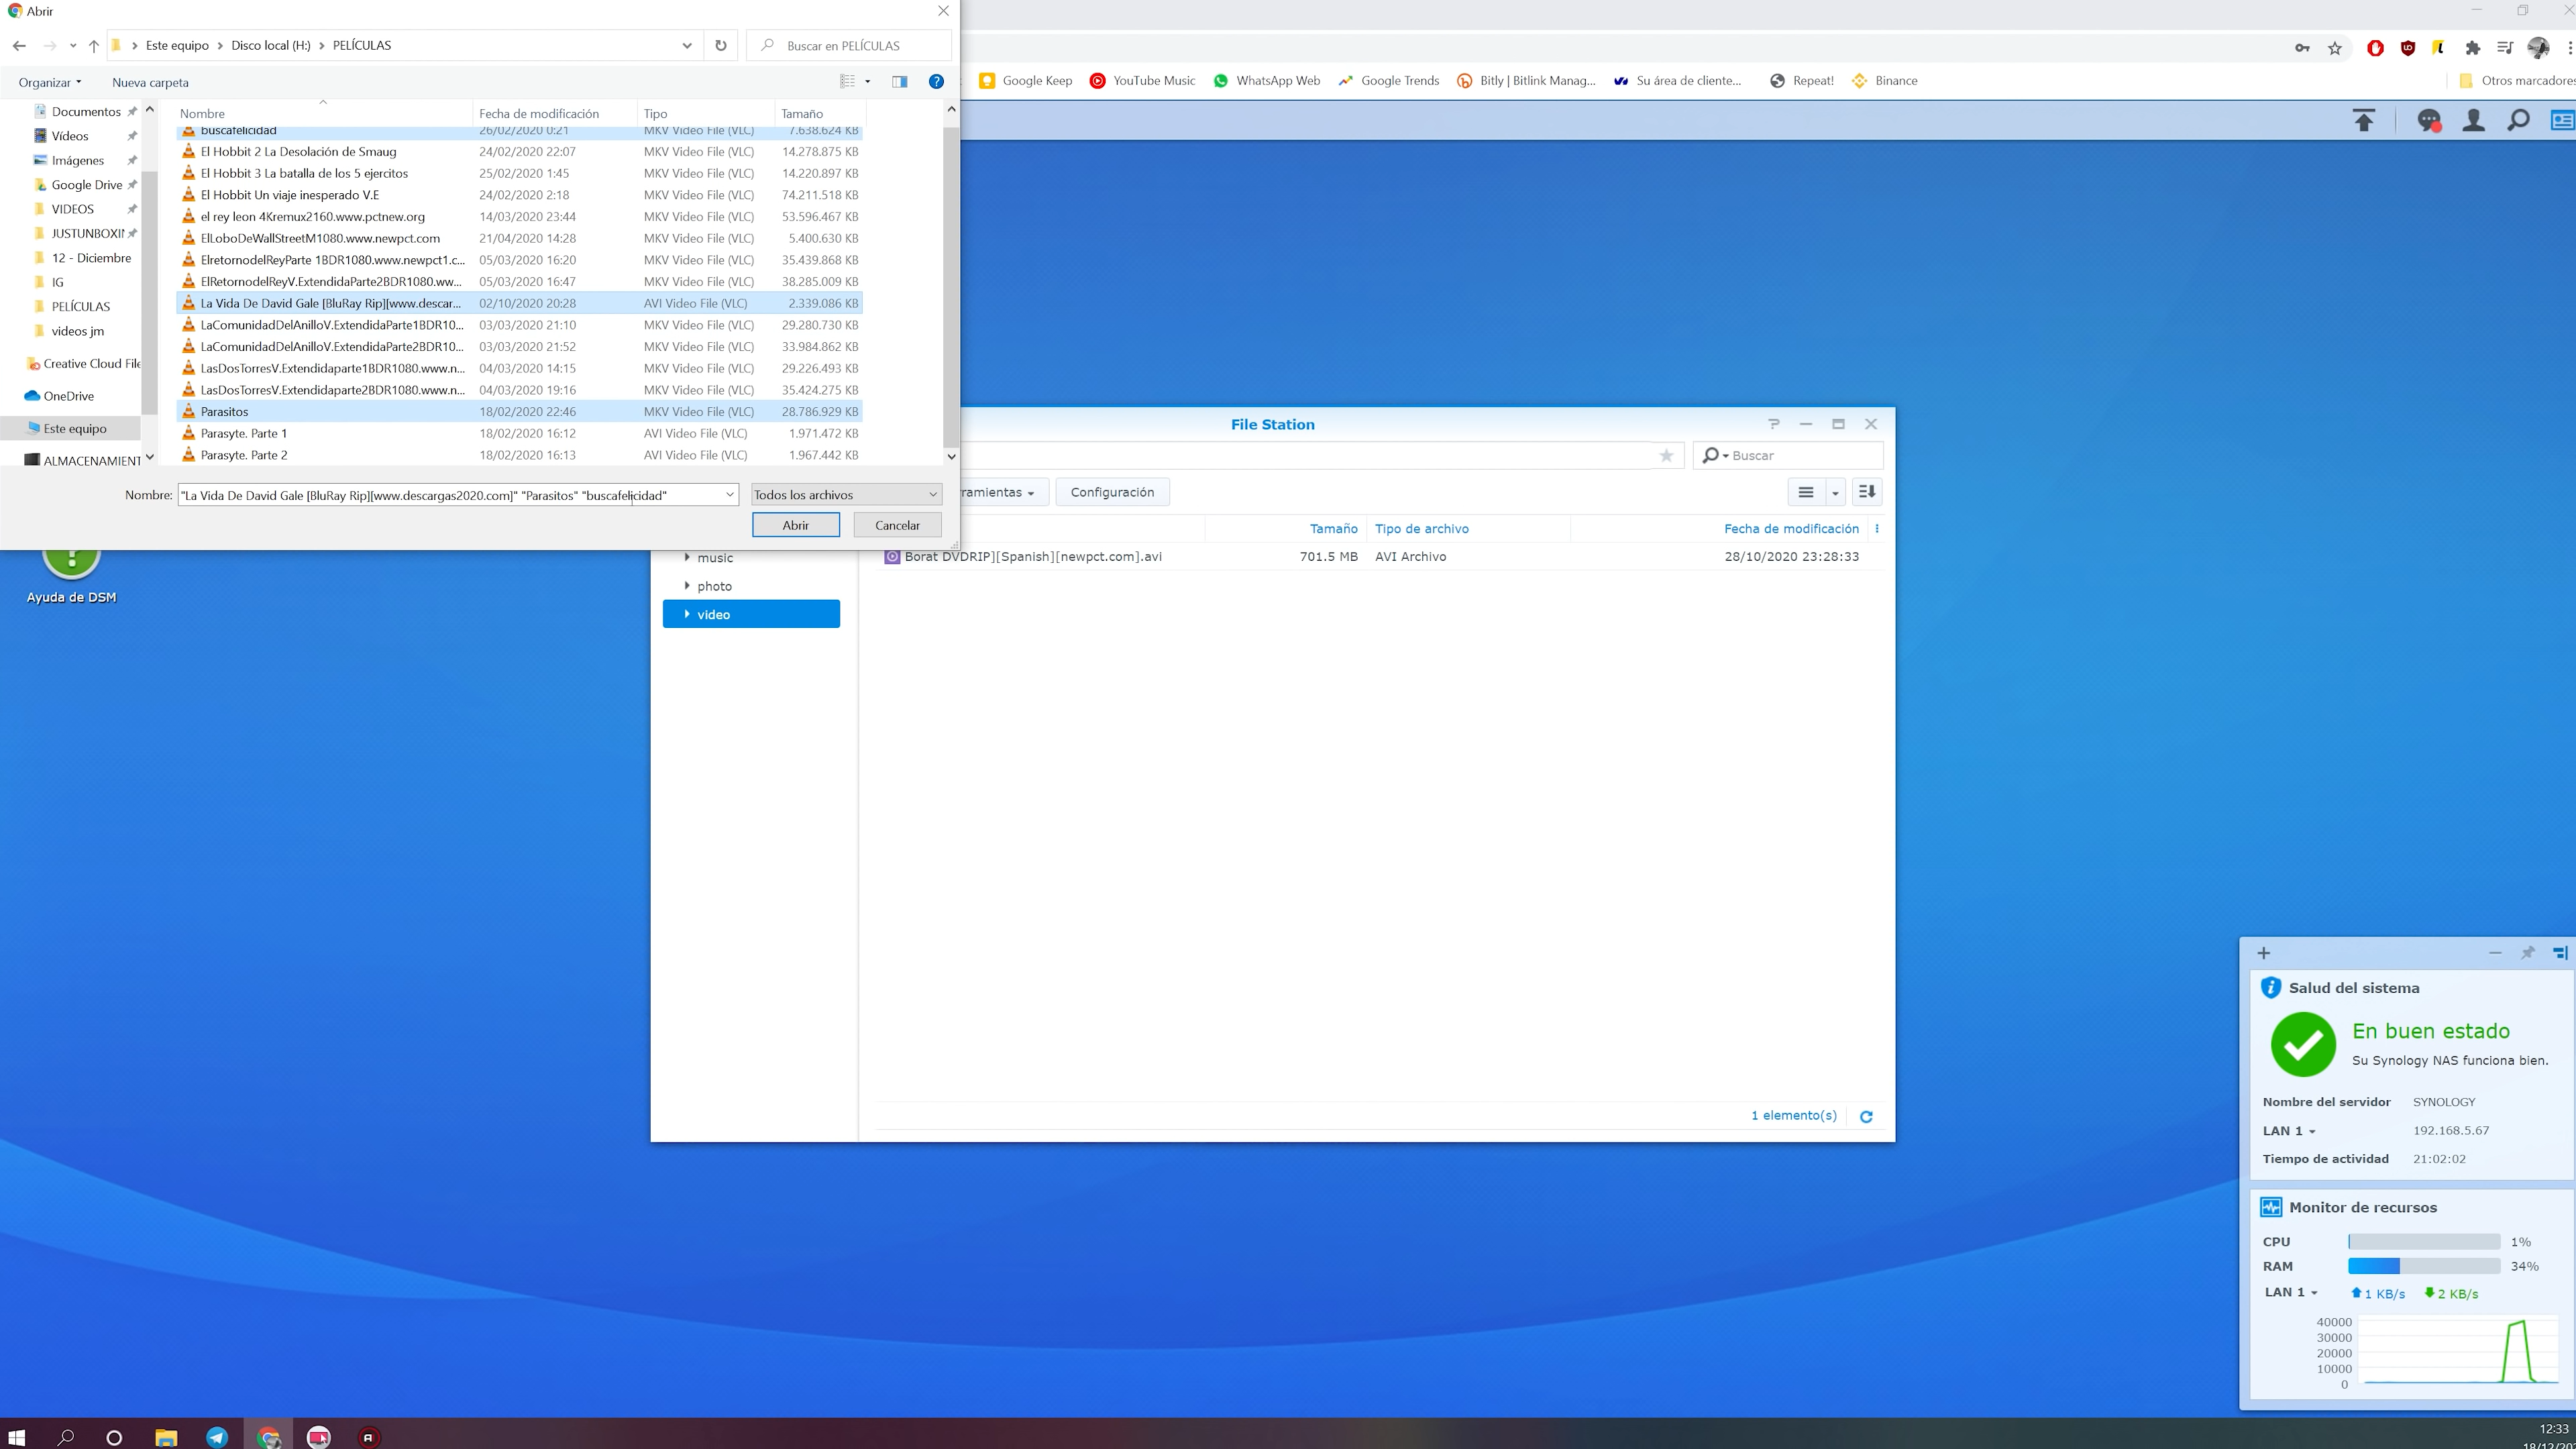 Abrir
Este equipo
Disco local (H:)
PELÍCULAS
Buscar en PELÍCULAS
Organizar
Nueva carpeta
Google Keep
YouTube Music
WhatsApp Web
Google Trends
Bitly | Bitlink Manag...
Su área de cliente...
Repeat!
Binance
Otros marcadores
Documentos
Vídeos
Imágenes
Google Drive
VIDEOS
JUSTUNBOXIN
12 - Diciembre
IG
PELÍCULAS
videos jm
Creative Cloud File
OneDrive
Este equipo
ALMACENAMIENT
Nombre Fecha de modificación Tipo Tamaño
buscafelicidad 26/02/2020 0:21 MKV Video File (VLC) 7.638.624 KB
El Hobbit 2 La Desolación de Smaug 24/02/2020 22:07 MKV Video File (VLC) 14.278.875 KB
El Hobbit 3 La batalla de los 5 ejercitos 25/02/2020 1:45 MKV Video File (VLC) 14.220.897 KB
El Hobbit Un viaje inesperado V.E 24/02/2020 2:18 MKV Video File (VLC) 74.211.518 KB
el rey leon 4Kremux2160.www.pctnew.org 14/03/2020 23:44 MKV Video File (VLC) 53.596.467 KB
ElLoboDeWallStreetM1080.www.newpct.com 21/04/2020 14:28 MKV Video File (VLC) 5.400.630 KB
ElretornodelReyParte 1BDR1080.www.newpct1.c... 05/03/2020 16:20 MKV Video File (VLC) 35.439.868 KB
ElRetornodelReyV.ExtendidaParte2BDR1080.ww... 05/03/2020 16:47 MKV Video File (VLC) 38.285.009 KB
La Vida De David Gale [BluRay Rip][www.descar... 02/10/2020 20:28 AVI Video File (VLC) 2.339.086 KB
LaComunidadDelAnilloV.ExtendidaParte1BDR10... 03/03/2020 21:10 MKV Video File (VLC) 29.280.730 KB
LaComunidadDelAnilloV.ExtendidaParte2BDR10... 03/03/2020 21:52 MKV Video File (VLC) 33.984.862 KB
LasDosTorresV.Extendidaparte1BDR1080.www.n... 04/03/2020 14:15 MKV Video File (VLC) 29.226.493 KB
LasDosTorresV.Extendidaparte2BDR1080.www.n... 04/03/2020 19:16 MKV Video File (VLC) 35.424.275 KB
Parasitos 18/02/2020 22:46 MKV Video File (VLC) 28.786.929 KB
Parasyte. Parte 1 18/02/2020 16:12 AVI Video File (VLC) 1.971.472 KB
Parasyte. Parte 2 18/02/2020 16:13 AVI Video File (VLC) 1.967.442 KB
Nombre: "La Vida De David Gale [BluRay Rip][www.descargas2020.com]" "Parasitos" "buscafelicidad" Todos los archivos
Abrir Cancelar
Ayuda de DSM
File Station
Buscar
ramientas
Configuración
Tamaño Tipo de archivo Fecha de modificación
Borat DVDRIP][Spanish][newpct.com].avi 701.5 MB AVI Archivo 28/10/2020 23:28:33
music
photo
video
1 elemento(s)
Salud del sistema
En buen estado
Su Synology NAS funciona bien.
Nombre del servidor SYNOLOGY
LAN 1 192.168.5.67
Tiempo de actividad 21:02:02
Monitor de recursos
CPU 1%
RAM 34%
LAN 1 1 KB/s 2 KB/s
40000
30000
20000
10000
0
12:33